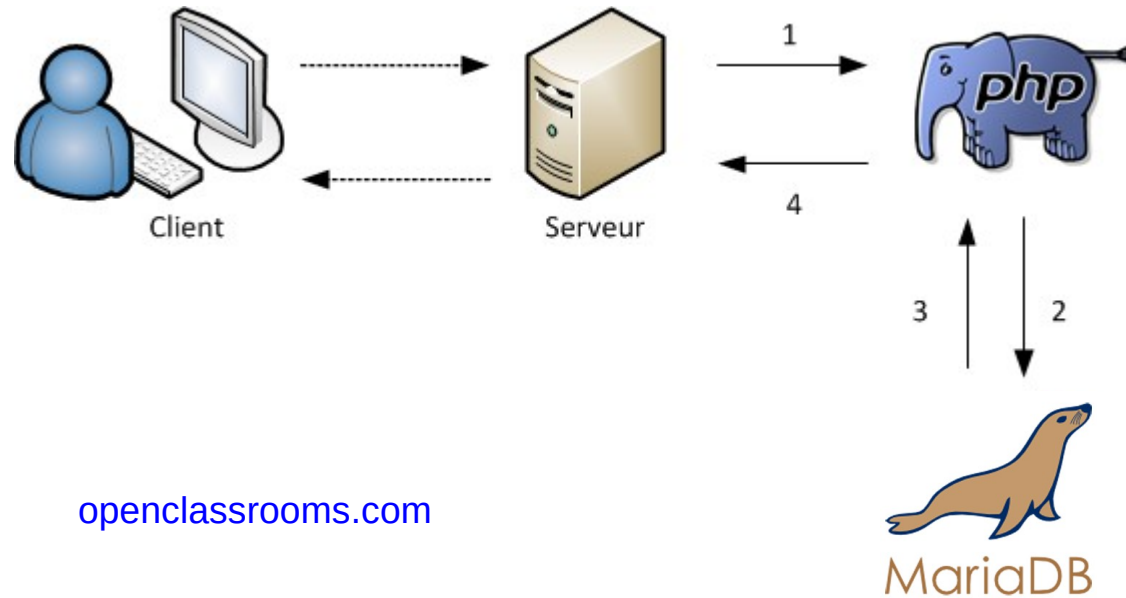 1
php
4
Client
Serveur
3
2
openclassrooms.com
MariaDB